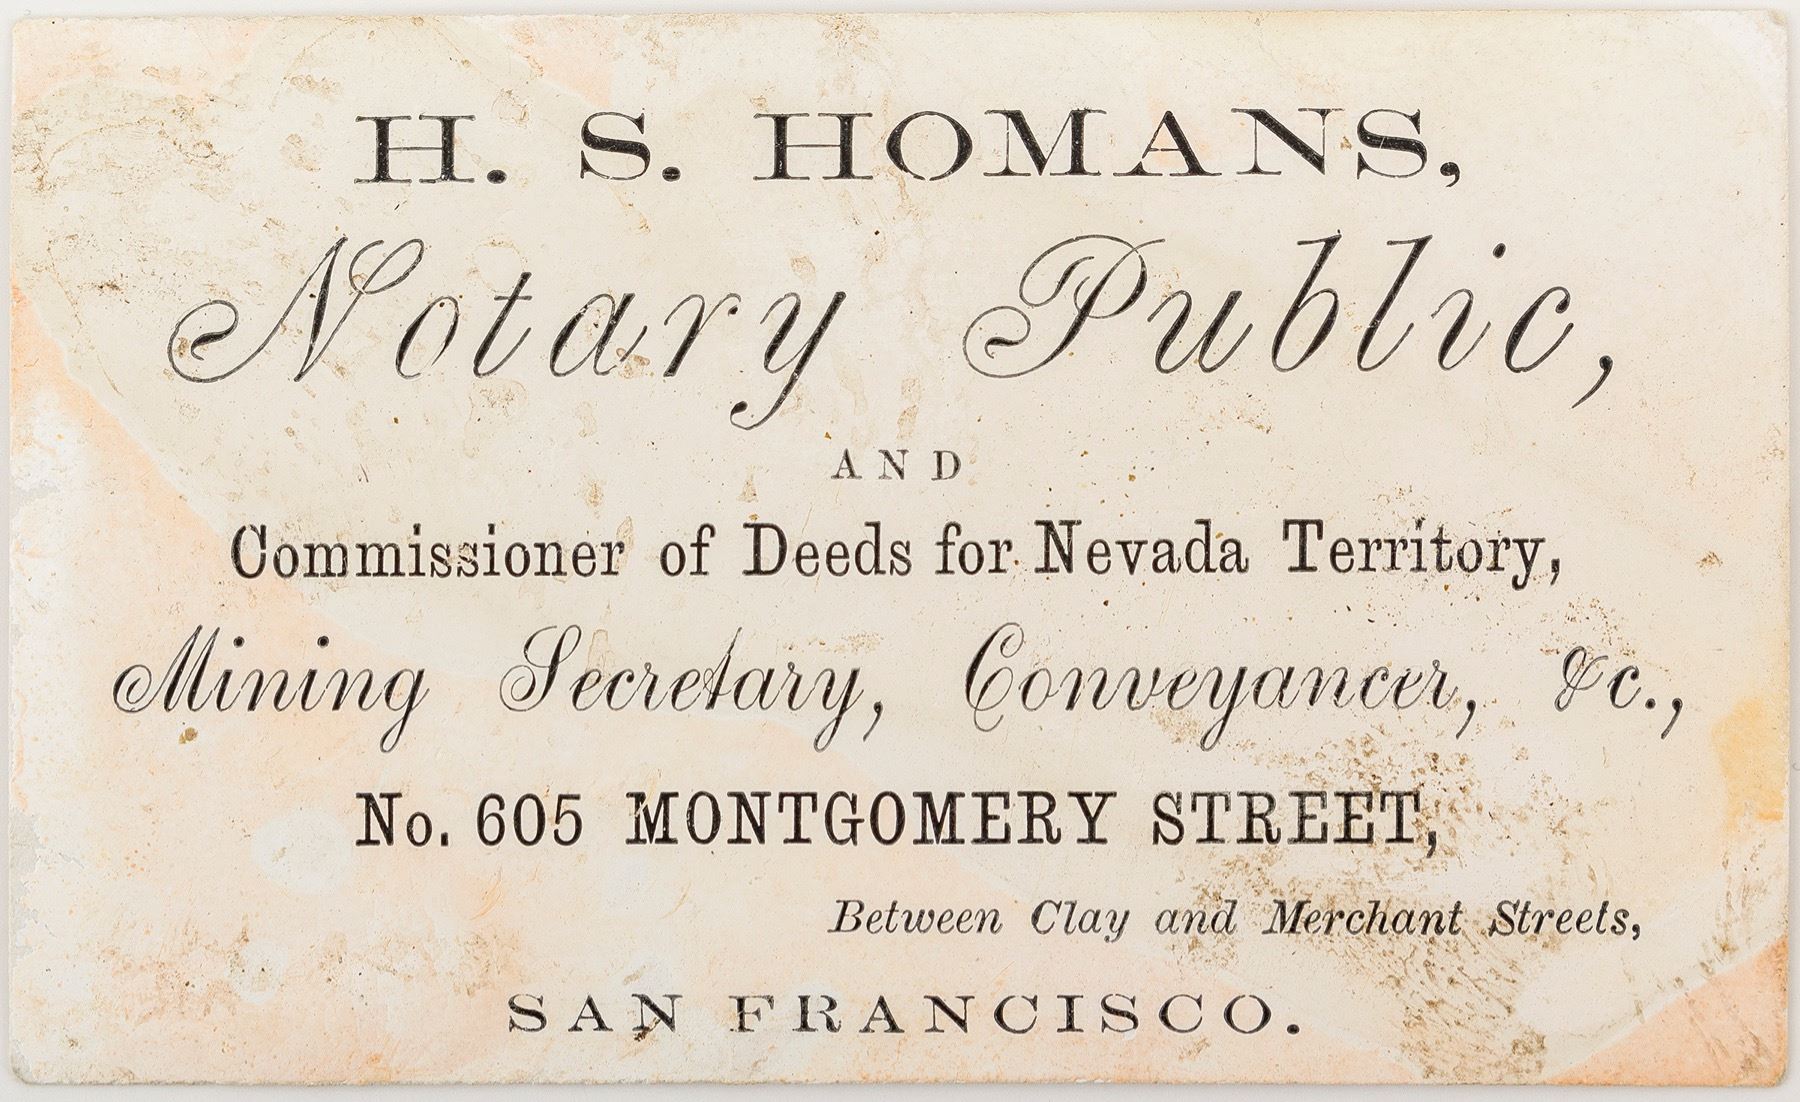 H. S. HOMANS,
Notary Public,
AND
Commissioner of Deeds for Nevada Territory,
Mining Secretary, Conveyancer, &c.,
No. 605 MONTGOMERY STREET,
Between Clay and Merchant Streets,
SAN FRANCISCO.